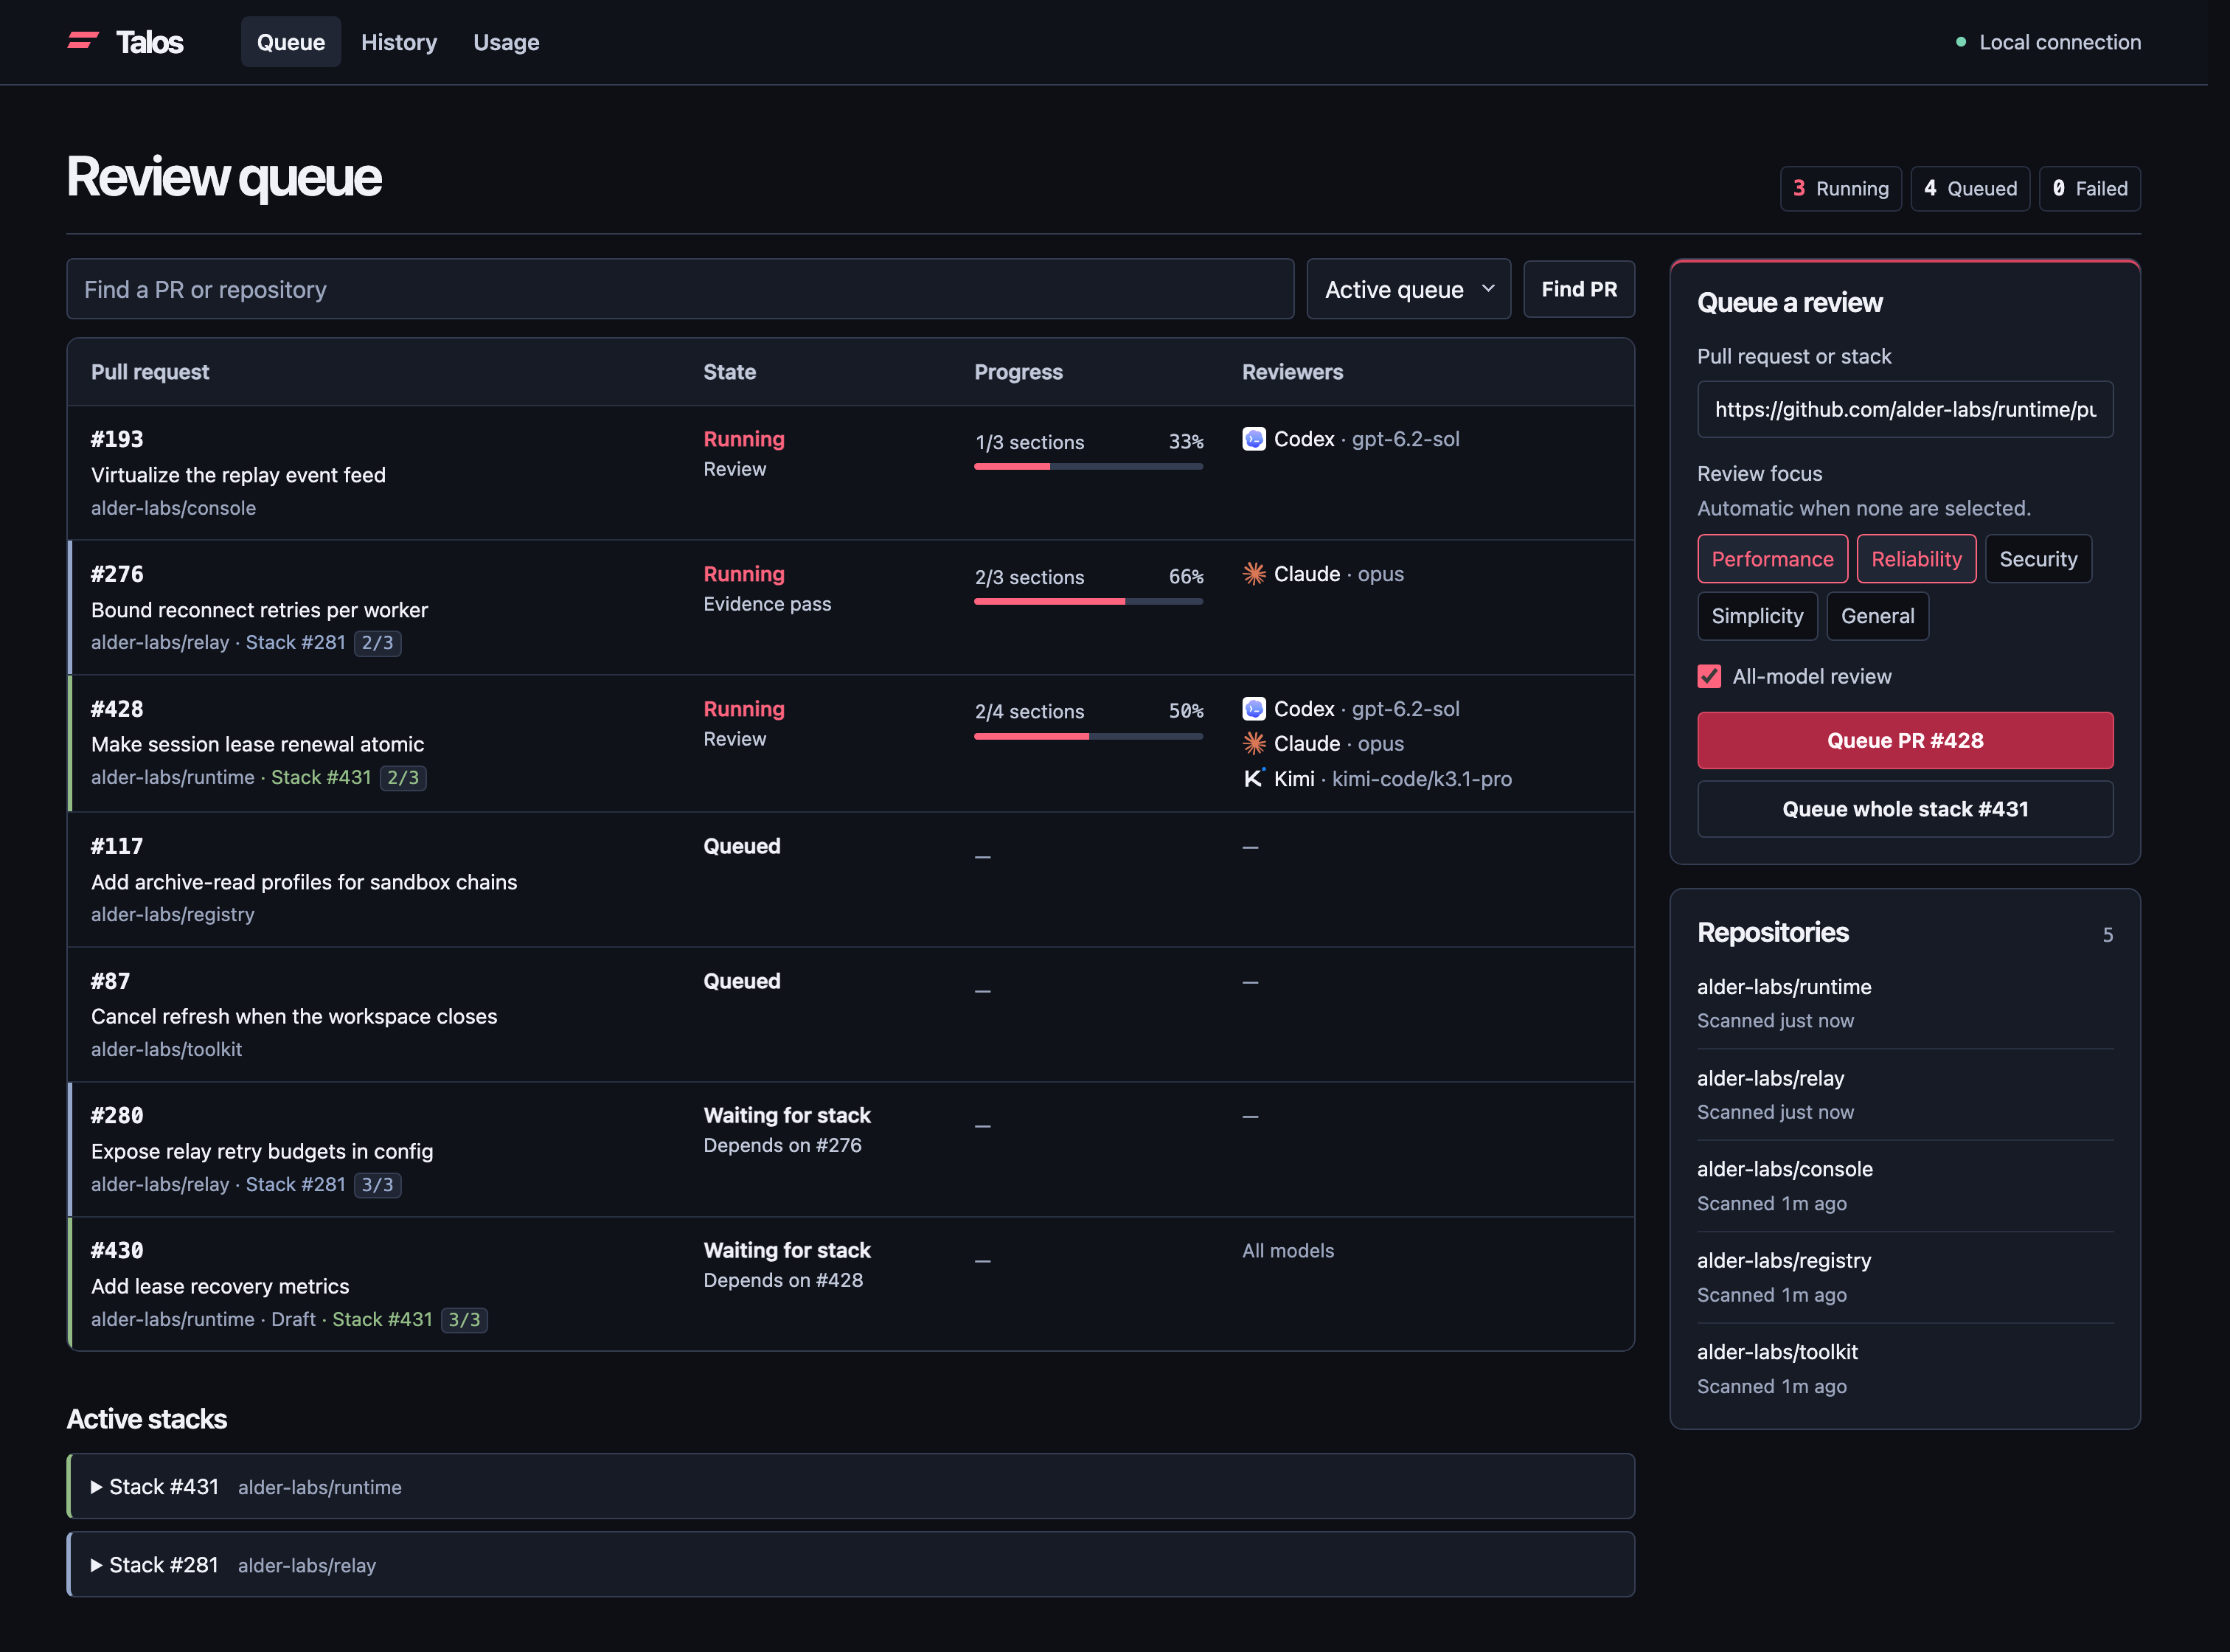 Talos
Queue
History
Usage
Local connection
Review queue
3 Running
4 Queued
0 Failed
Find a PR or repository
Active queue
Find PR
Pull request
State
Progress
Reviewers
#193
Virtualize the replay event feed
alder-labs/console
Running
Review
1/3 sections
33%
Codex · gpt-6.2-sol
#276
Bound reconnect retries per worker
alder-labs/relay · Stack #281 2/3
Running
Evidence pass
2/3 sections
66%
Claude · opus
#428
Make session lease renewal atomic
alder-labs/runtime · Stack #431 2/3
Running
Review
2/4 sections
50%
Codex · gpt-6.2-sol
Claude · opus
Kimi · kimi-code/k3.1-pro
#117
Add archive-read profiles for sandbox chains
alder-labs/registry
Queued
—
—
#87
Cancel refresh when the workspace closes
alder-labs/toolkit
Queued
—
—
#280
Expose relay retry budgets in config
alder-labs/relay · Stack #281 3/3
Waiting for stack
Depends on #276
—
—
#430
Add lease recovery metrics
alder-labs/runtime · Draft · Stack #431 3/3
Waiting for stack
Depends on #428
—
All models
Active stacks
Stack #431 alder-labs/runtime
Stack #281 alder-labs/relay
Queue a review
Pull request or stack
https://github.com/alder-labs/runtime/pu
Review focus
Automatic when none are selected.
Performance
Reliability
Security
Simplicity
General
All-model review
Queue PR #428
Queue whole stack #431
Repositories
5
alder-labs/runtime
Scanned just now
alder-labs/relay
Scanned just now
alder-labs/console
Scanned 1m ago
alder-labs/registry
Scanned 1m ago
alder-labs/toolkit
Scanned 1m ago